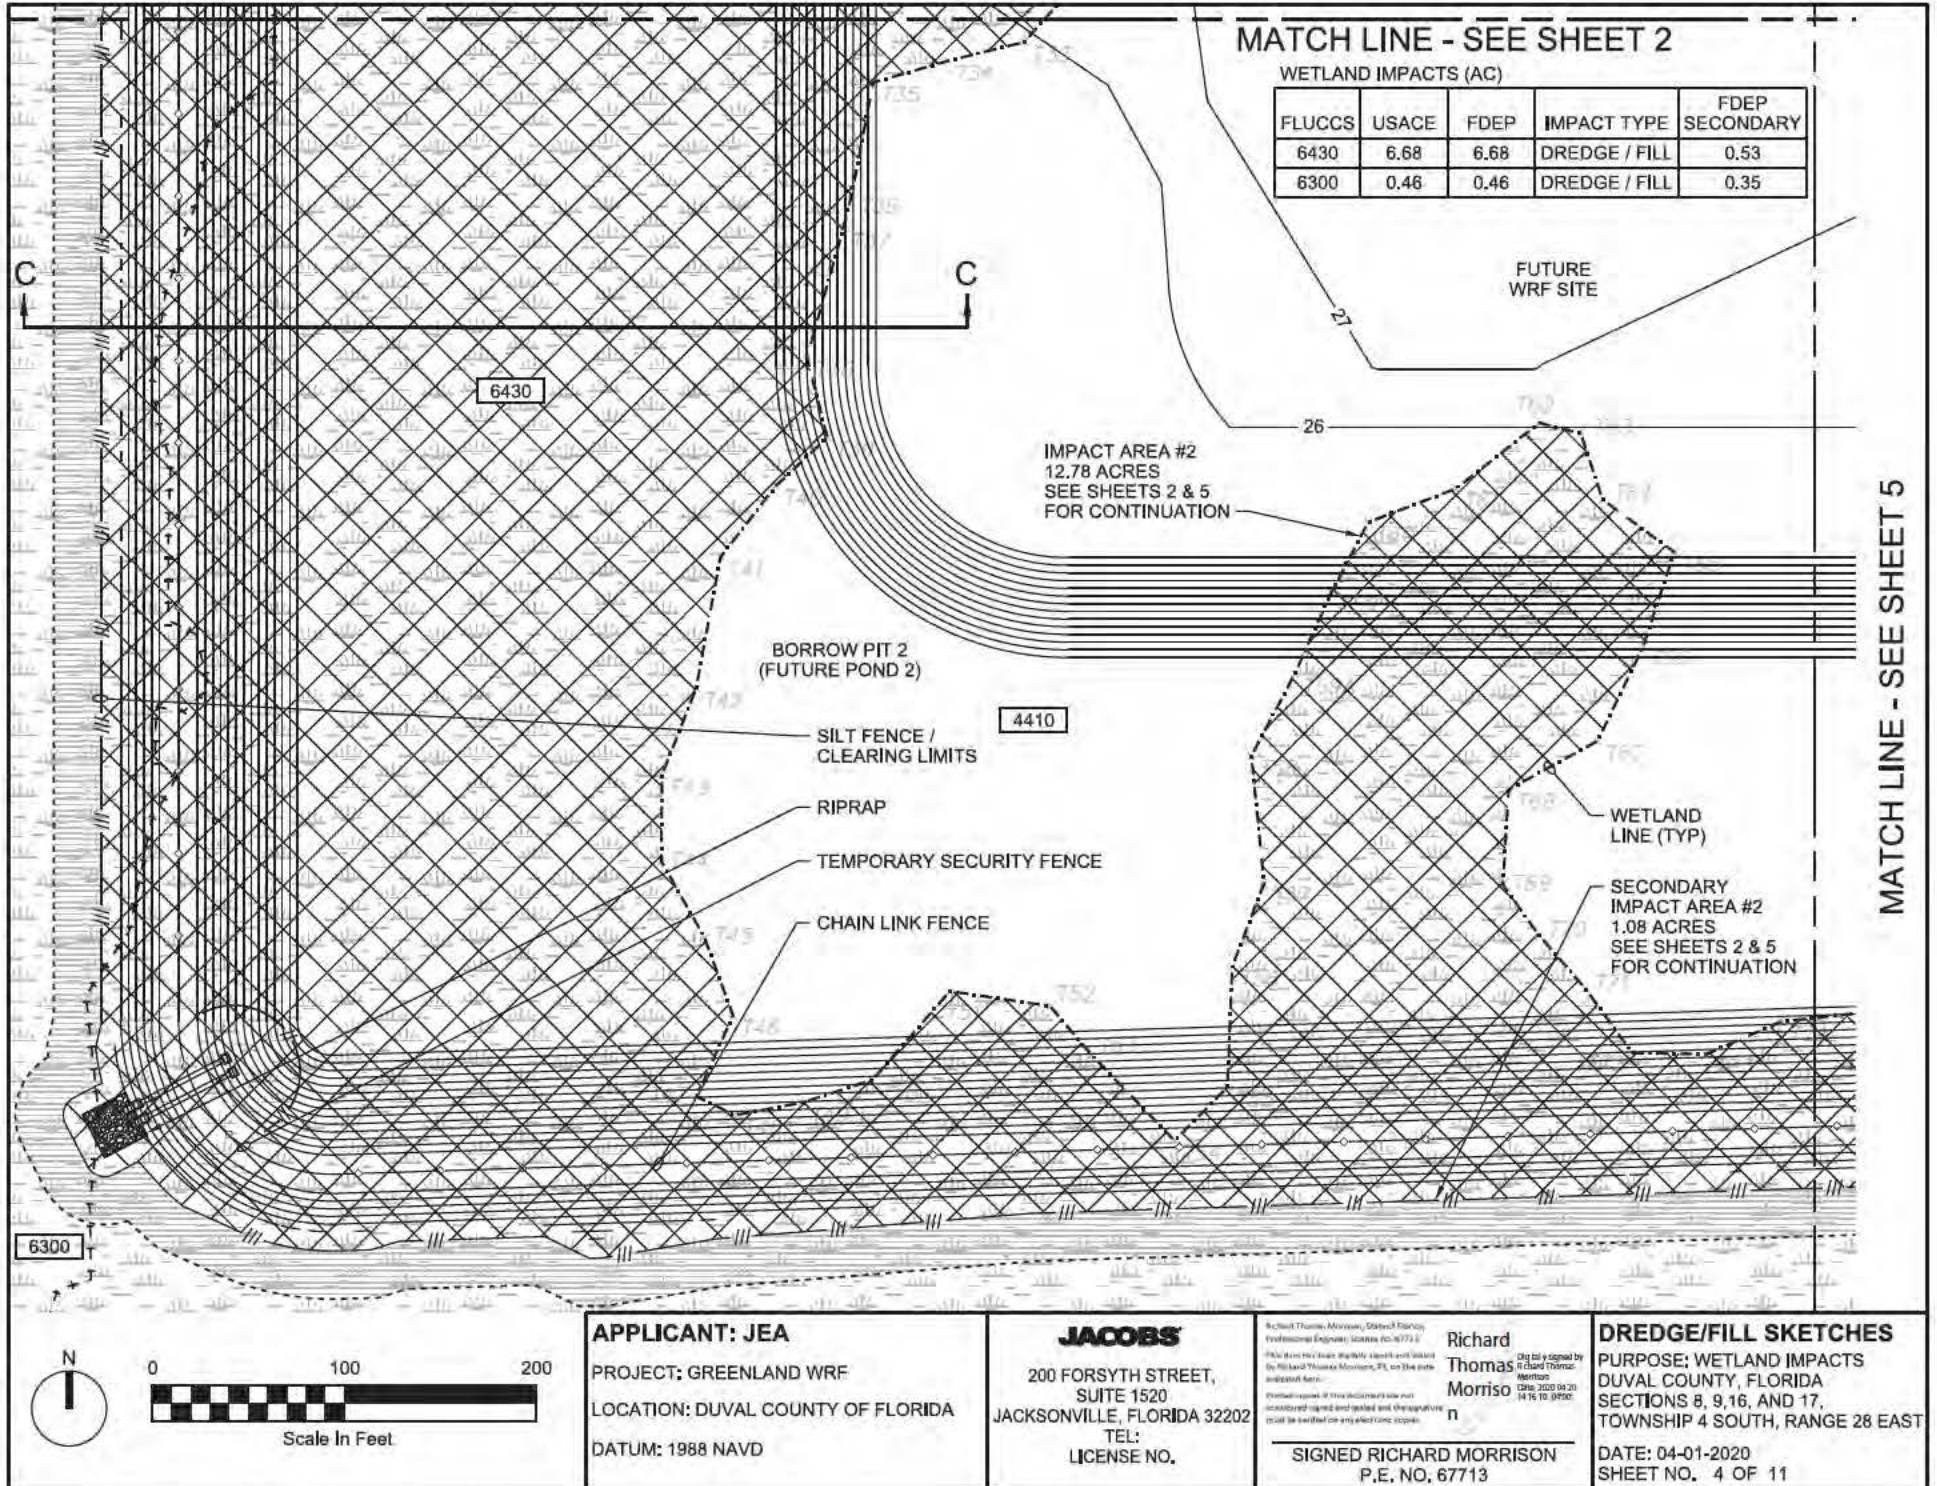 MATCH LINE - SEE SHEET 2
WETLAND IMPACTS (AC)
FLUCCS USACE FDEP IMPACT TYPE FDEP SECONDARY
6430 6.68 6.68 DREDGE / FILL 0.53
6300 0.46 0.46 DREDGE / FILL 0.35
T35
C
C
FUTURE
WRF SITE
27
6430
26
IMPACT AREA #2
12.78 ACRES
SEE SHEETS 2 & 5
FOR CONTINUATION
T41
BORROW PIT 2
(FUTURE POND 2)
4410
SILT FENCE /
CLEARING LIMITS
RIPRAP
TEMPORARY SECURITY FENCE
CHAIN LINK FENCE
WETLAND
LINE (TYP)
SECONDARY
IMPACT AREA #2
1.08 ACRES
SEE SHEETS 2 & 5
FOR CONTINUATION
MATCH LINE - SEE SHEET 5
T52
T46
6300
N
0 100 200
Scale In Feet
APPLICANT: JEA
PROJECT: GREENLAND WRF
LOCATION: DUVAL COUNTY OF FLORIDA
DATUM: 1988 NAVD
JACOBS
200 FORSYTH STREET,
SUITE 1520
JACKSONVILLE, FLORIDA 32202
TEL:
LICENSE NO.
Richard
Thomas
Morriso
n
SIGNED RICHARD MORRISON
P.E. NO. 67713
DREDGE/FILL SKETCHES
PURPOSE: WETLAND IMPACTS
DUVAL COUNTY, FLORIDA
SECTIONS 8, 9,16, AND 17,
TOWNSHIP 4 SOUTH, RANGE 28 EAST
DATE: 04-01-2020
SHEET NO. 4 OF 11